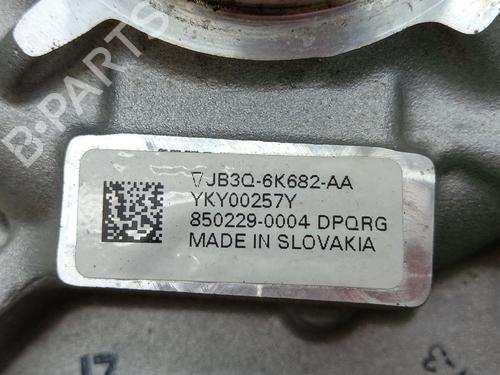 B-PARTS
▽JB3Q-6K682-AA
YKY00257Y
850229-0004 DPQRG
MADE IN SLOVAKIA